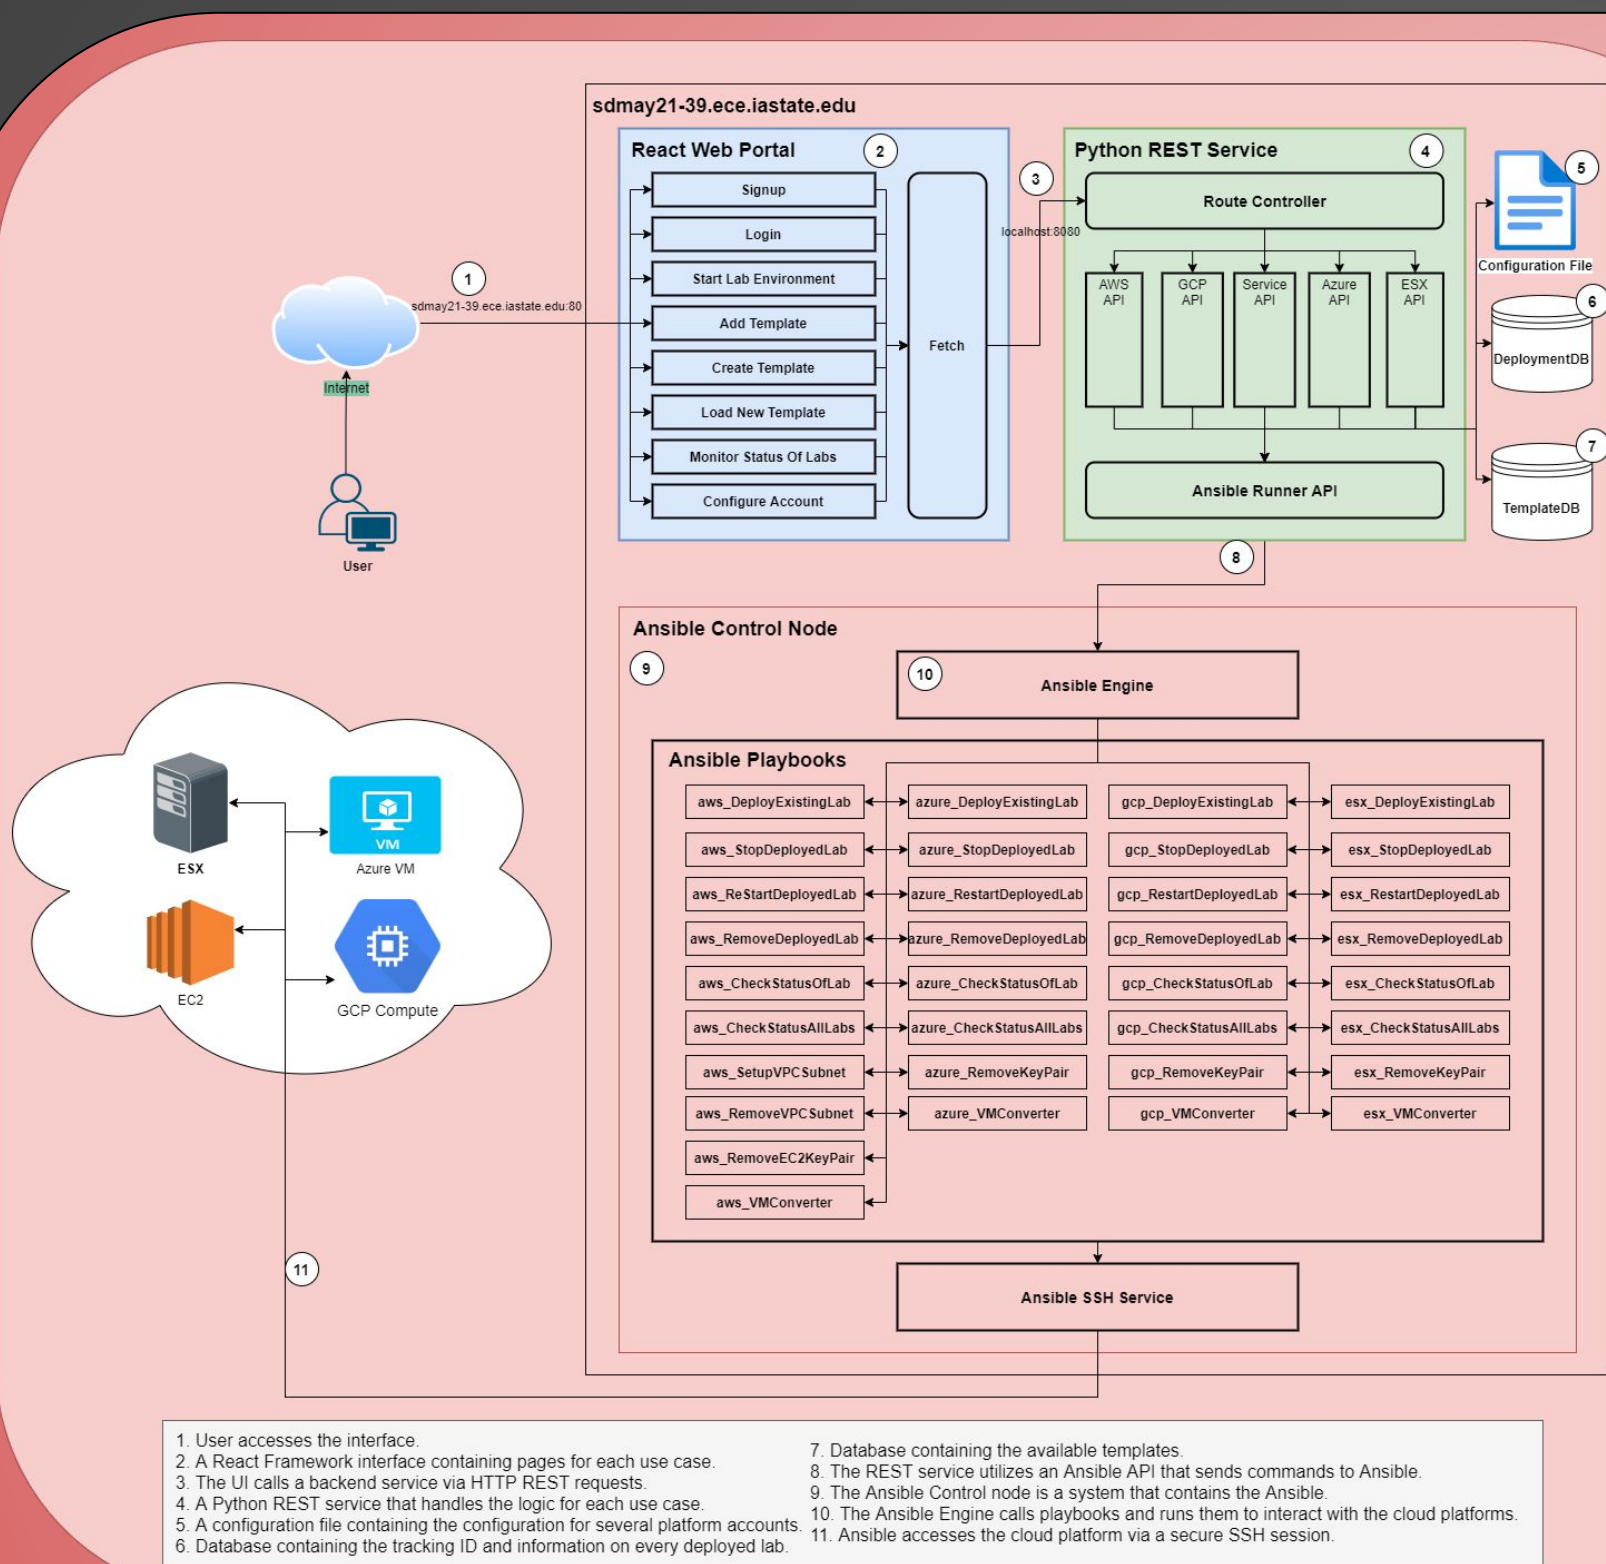 sdmay21-39.ece.iastate.edu
React Web Portal
2
Signup
Login
Start Lab Environment
Add Template
Create Template
Load New Template
Monitor Status Of Labs
Configure Account
Fetch
3
localhost:8080
Python REST Service
4
Route Controller
AWS
API
GCP
API
Service
API
Azure
API
ESX
API
Ansible Runner API
5
Configuration File
6
DeploymentDB
7
TemplateDB
1
sdmay21-39.ece.iastate.edu:80
Internet
User
8
Ansible Control Node
9
10
Ansible Engine
Ansible Playbooks
aws_DeployExistingLab
azure_DeployExistingLab
gcp_DeployExistingLab
esx_DeployExistingLab
aws_StopDeployedLab
azure_StopDeployedLab
gcp_StopDeployedLab
esx_StopDeployedLab
aws_ReStartDeployedLab
azure_RestartDeployedLab
gcp_RestartDeployedLab
esx_RestartDeployedLab
aws_RemoveDeployedLab
azure_RemoveDeployedLab
gcp_RemoveDeployedLab
esx_RemoveDeployedLab
aws_CheckStatusOfLab
azure_CheckStatusOfLab
gcp_CheckStatusOfLab
esx_CheckStatusOfLab
aws_CheckStatusAllLabs
azure_CheckStatusAllLabs
gcp_CheckStatusAllLabs
esx_CheckStatusAllLabs
aws_SetupVPCSubnet
azure_RemoveKeyPair
gcp_RemoveKeyPair
esx_RemoveKeyPair
aws_RemoveVPCSubnet
azure_VMConverter
gcp_VMConverter
esx_VMConverter
aws_RemoveEC2KeyPair
aws_VMConverter
Ansible SSH Service
ESX
VM
Azure VM
EC2
GCP Compute
11
1. User accesses the interface.
2. A React Framework interface containing pages for each use case.
3. The UI calls a backend service via HTTP REST requests.
4. A Python REST service that handles the logic for each use case.
5. A configuration file containing the configuration for several platform accounts.
6. Database containing the tracking ID and information on every deployed lab.
7. Database containing the available templates.
8. The REST service utilizes an Ansible API that sends commands to Ansible.
9. The Ansible Control node is a system that contains the Ansible.
10. The Ansible Engine calls playbooks and runs them to interact with the cloud platforms.
11. Ansible accesses the cloud platform via a secure SSH session.